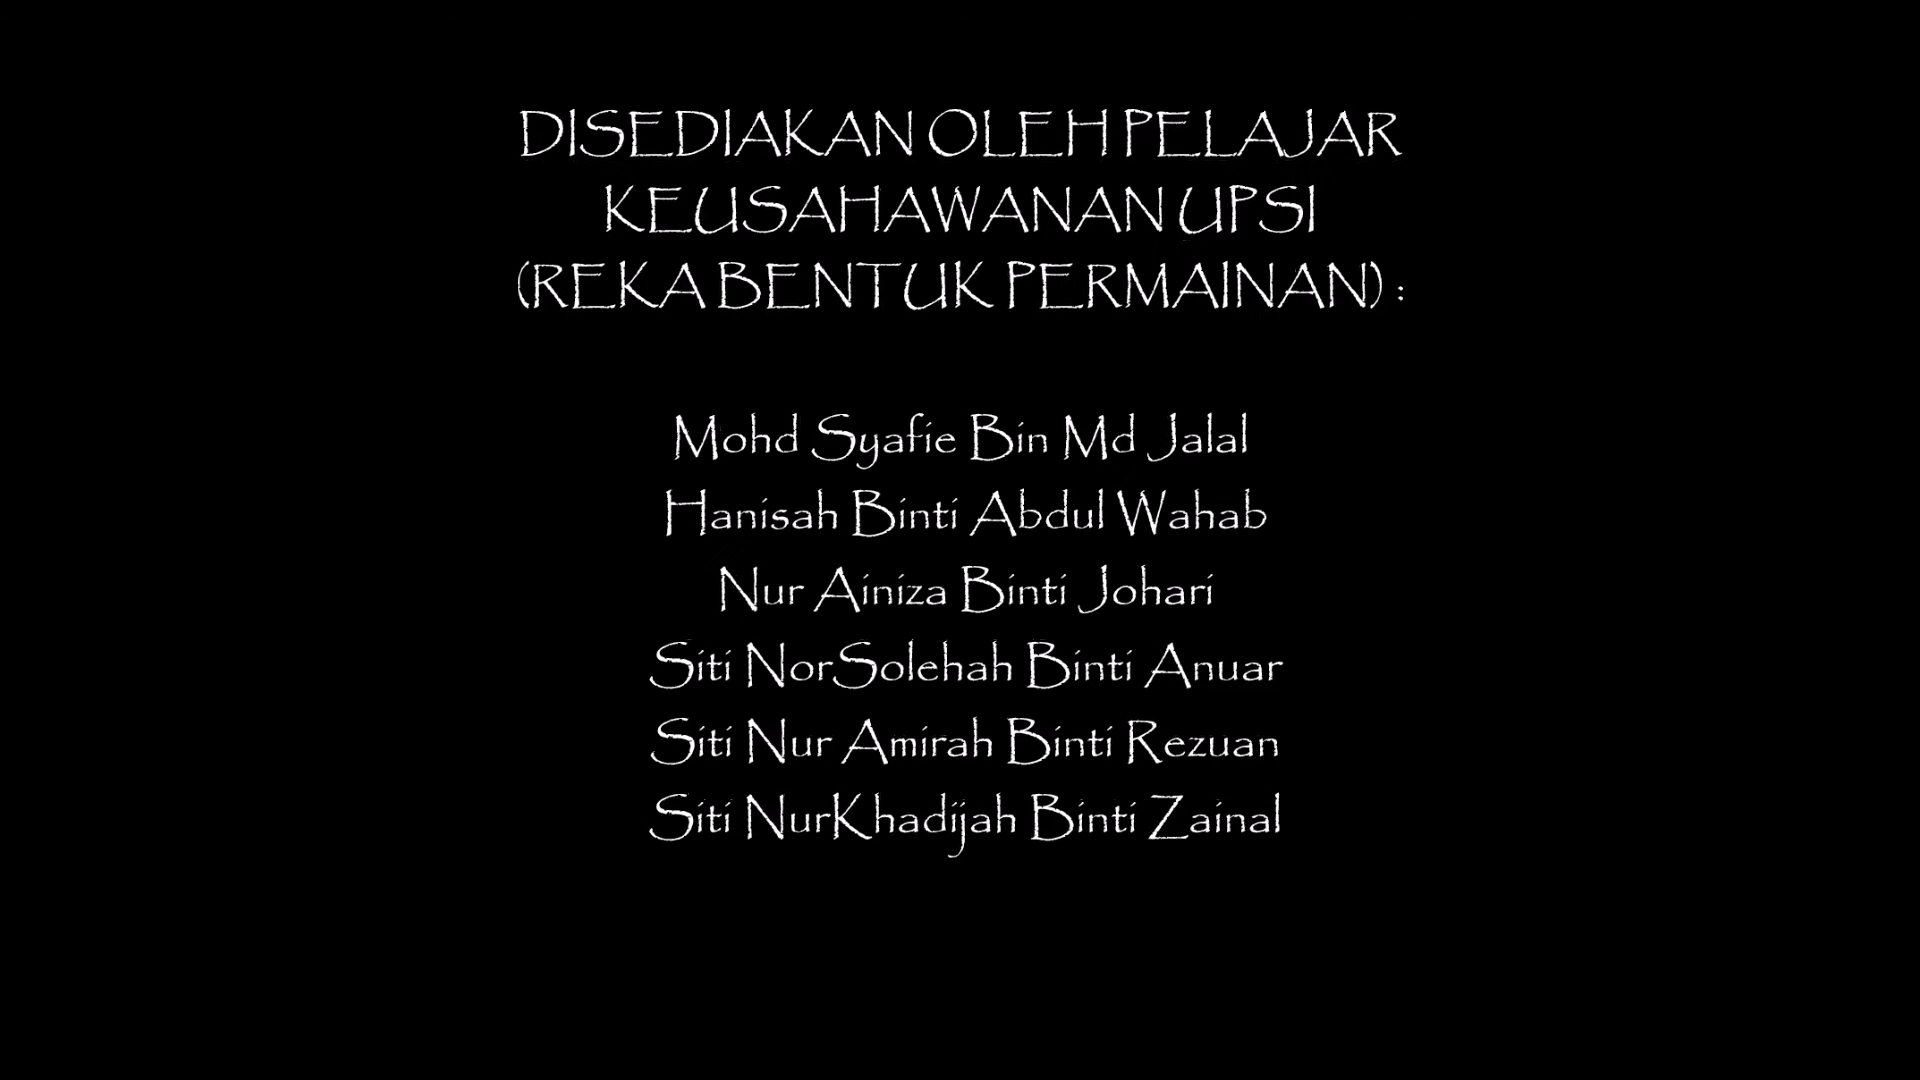 DISEDIAKAN OLEH PELAJAR
KEUSAHAWANAN UPSI
(REKA BENTUK PERMAINAN) :
Mohd Syafie Bin Md Jalal
Hanisah Binti Abdul Wahab
Nur Ainiza Binti Johari
Siti NorSolehah Binti Anuar
Siti Nur Amirah Binti Rezuan
Siti NurKhadijah Binti Zainal